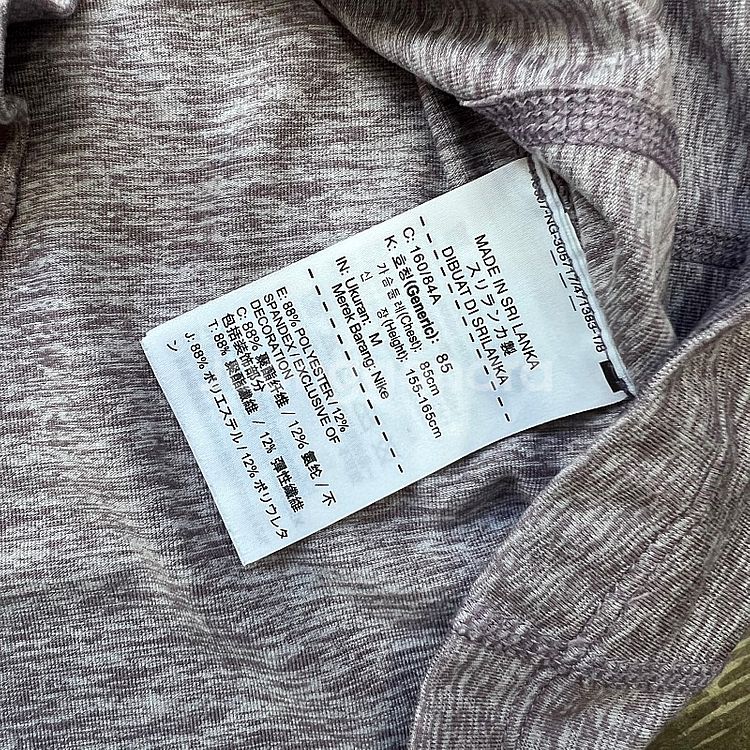 MADE IN SRI LANKA
スリランカ製
DIBUAT DI SRILANKA
C: 160/84A
K: 호칭(Generic): 85
가슴둘레(Chest): 85cm
신 장(Height): 155-165cm
IN: Ukuran: M
Merek Barang: Nike
E: 88% POLYESTER / 12%
SPANDEX / EXCLUSIVE OF
DECORATION
C: 88% 聚酯纤维 / 12% 氨纶 / 不
包括装饰部分
T: 88% 聚酯纖維 / 12% 彈性纖維
J: 88% ポリエステル / 12% ポリウレタ
ン